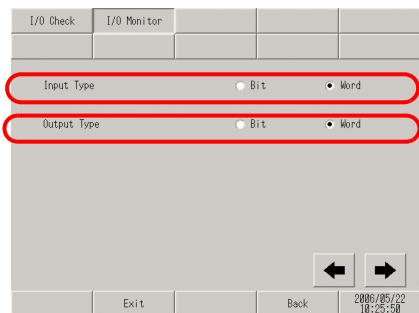 I/O Check I/O Monitor
Input Type Bit Word
Output Type Bit Word
Exit Back 2006/05/22
10:25:50